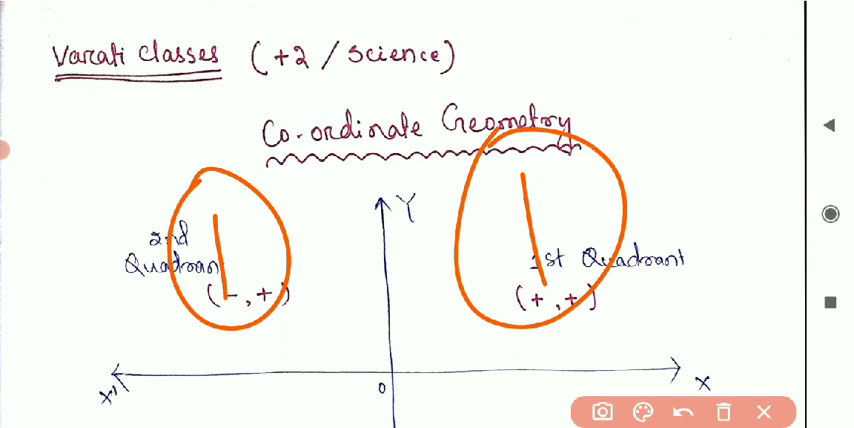 Varati Classes (+2 / Science)
Co-ordinate Geometry
Y
2nd Quadrant
1st Quadrant
(-, +)
(+, +)
X'
0
X